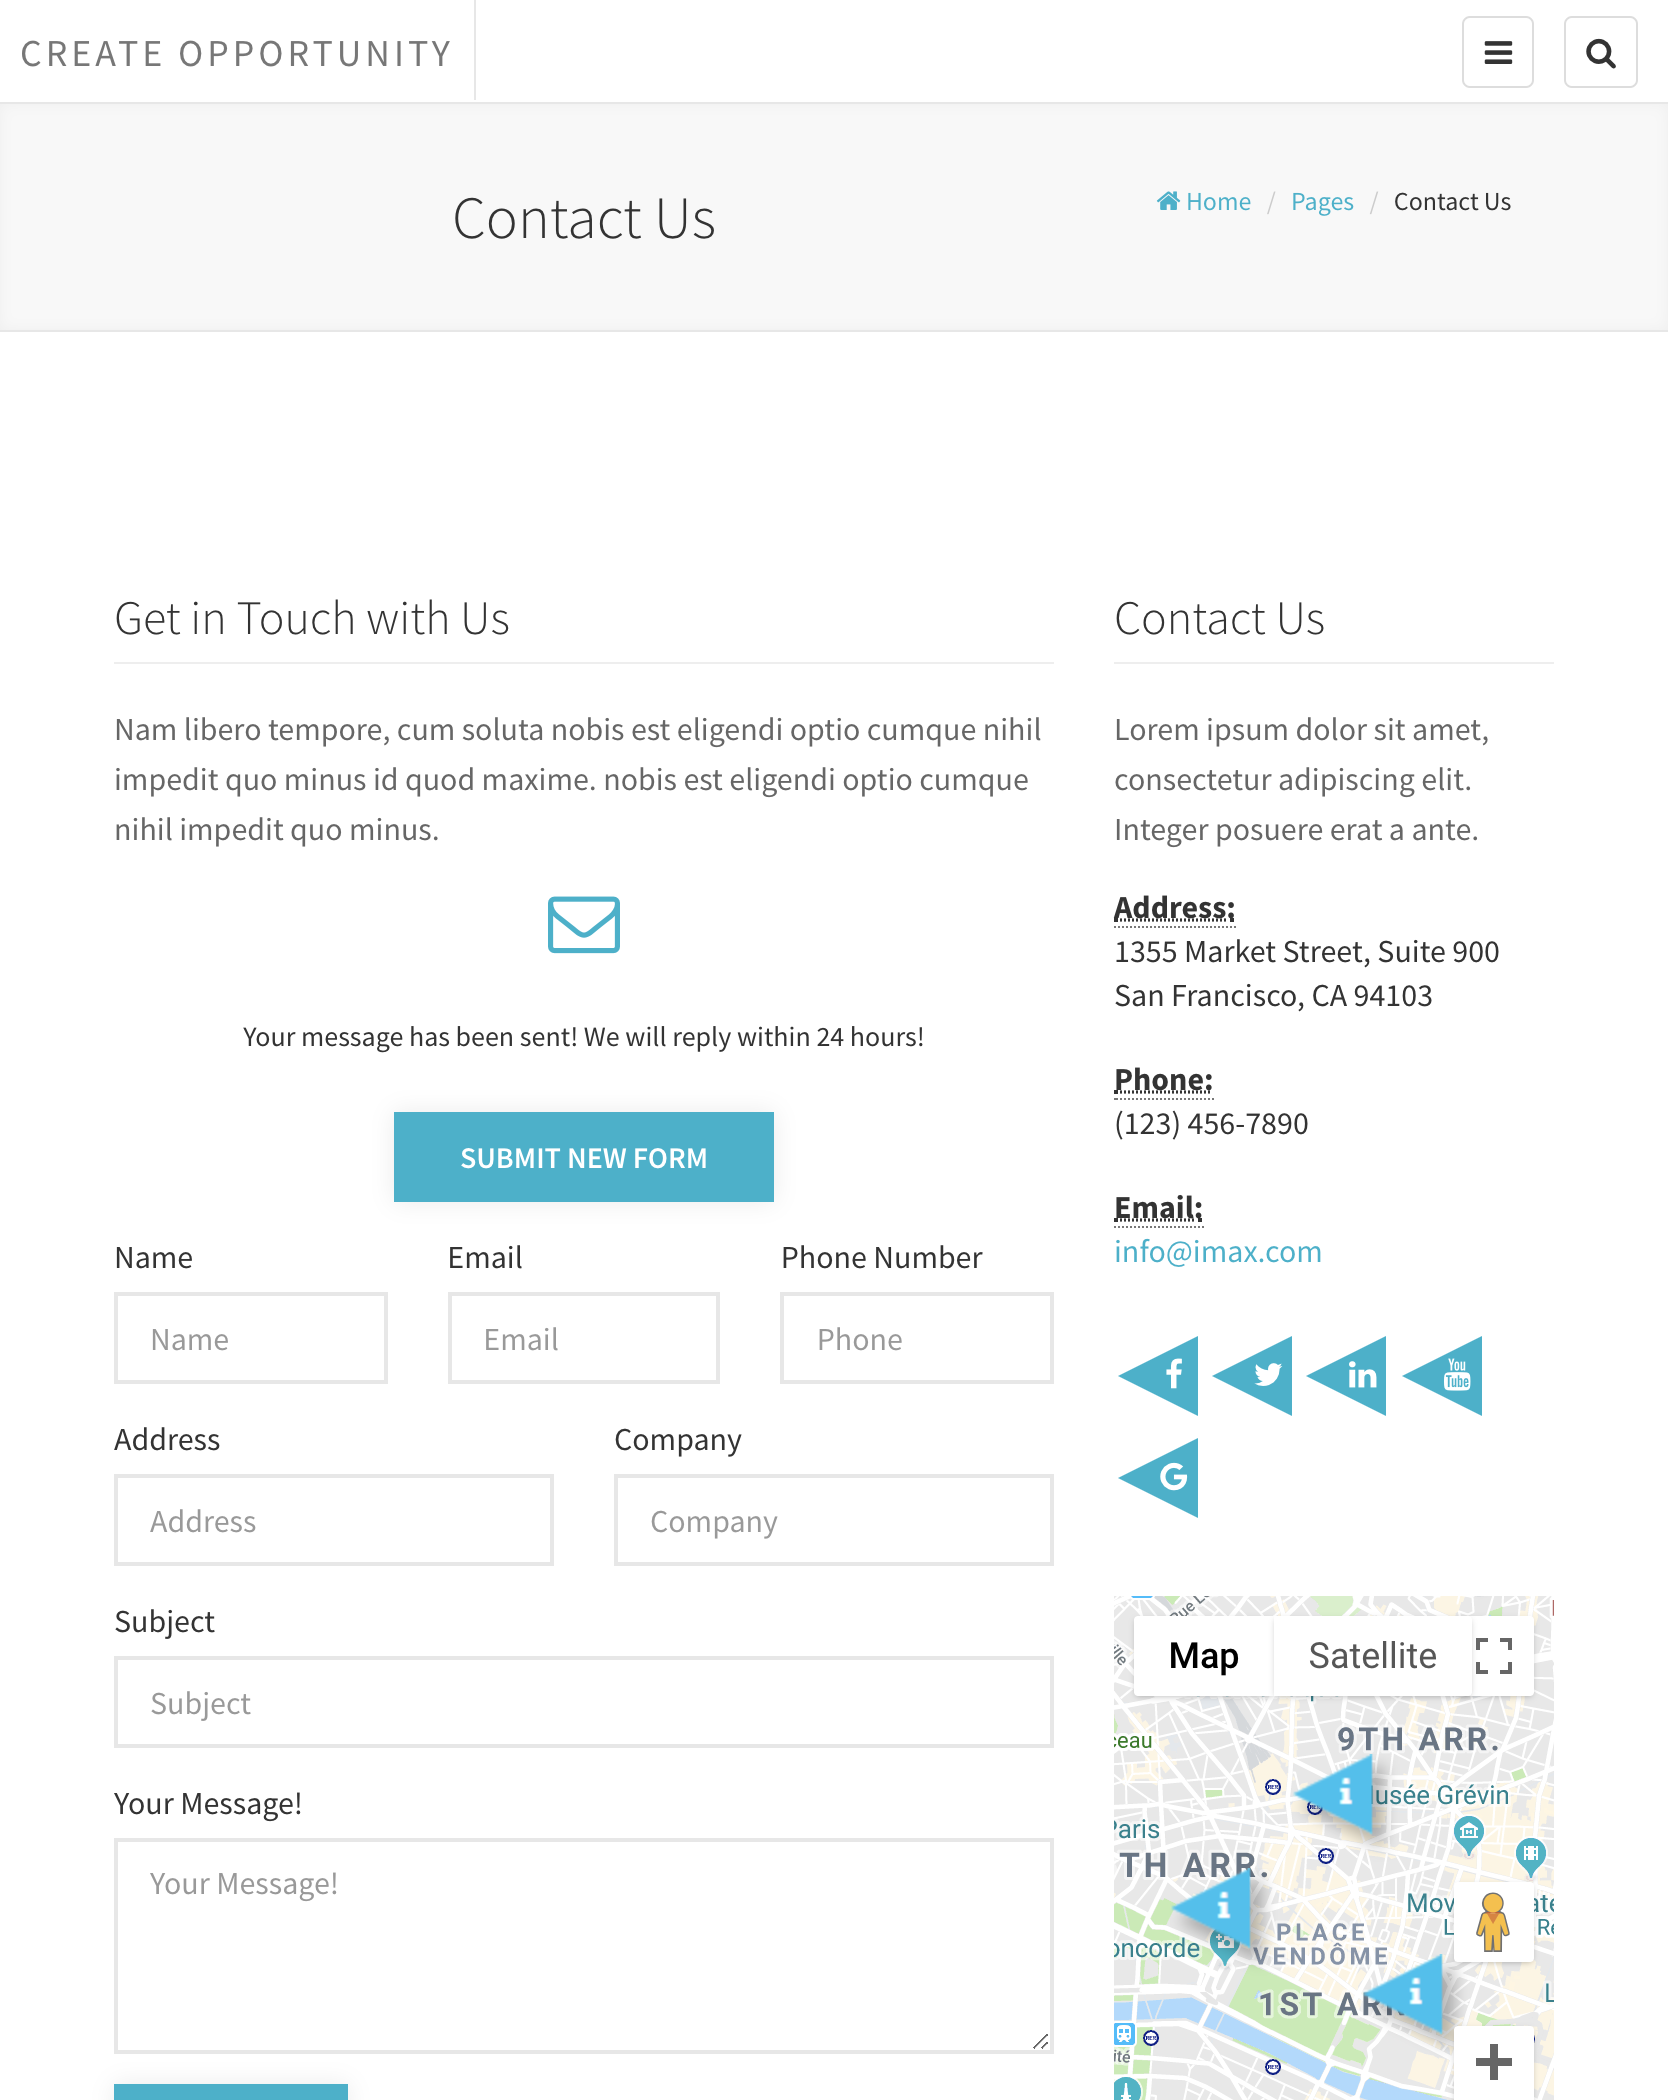 CREATE OPPORTUNITY
Contact Us
Home / Pages / Contact Us
Get in Touch with Us
Nam libero tempore, cum soluta nobis est eligendi optio cumque nihil
impedit quo minus id quod maxime. nobis est eligendi optio cumque
nihil impedit quo minus.
Your message has been sent! We will reply within 24 hours!
SUBMIT NEW FORM
Name
Email
Phone Number
Name
Email
Phone
Address
Company
Address
Company
Subject
Subject
Your Message!
Your Message!
Contact Us
Lorem ipsum dolor sit amet,
consectetur adipiscing elit.
Integer posuere erat a ante.
Address:
1355 Market Street, Suite 900
San Francisco, CA 94103
Phone:
(123) 456-7890
Email:
info@imax.com
You
Tube
Map
Satellite
9TH ARR.
usée Grévin
Paris
TH ARR.
oncorde
PLACE
VENDÔME
1ST AR